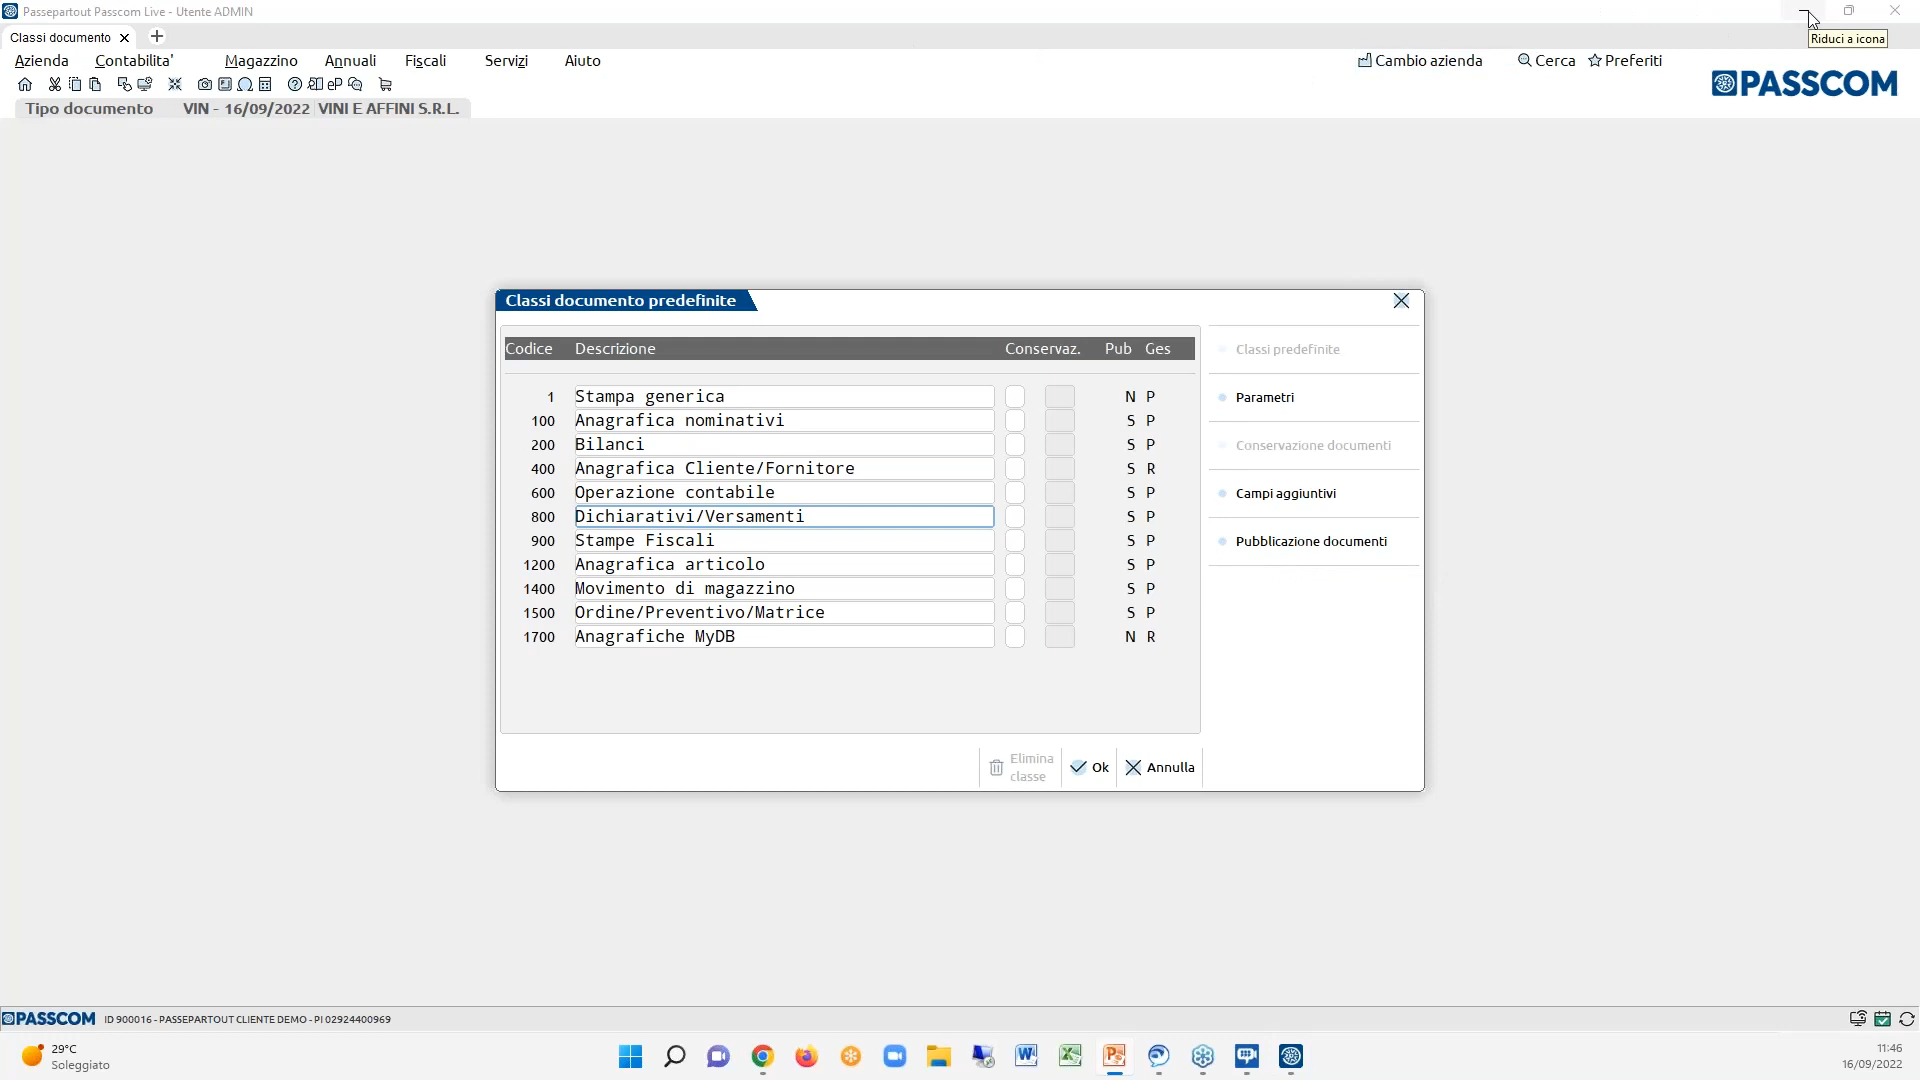 Passepartout Passcom Live - Utente ADMIN
Riduci a icona
Classi documento
Azienda Contabilita' Magazzino Annuali Fiscali Servizi Aiuto Cambio azienda Cerca Preferiti
PASSCOM
Tipo documento VIN - 16/09/2022 VINI E AFFINI S.R.L.
Classi documento predefinite
Codice Descrizione Conservaz. Pub Ges
1 Stampa generica N P
100 Anagrafica nominativi S P
200 Bilanci S P
400 Anagrafica Cliente/Fornitore S R
600 Operazione contabile S P
800 Dichiarativi/Versamenti S P
900 Stampe Fiscali S P
1200 Anagrafica articolo S P
1400 Movimento di magazzino S P
1500 Ordine/Preventivo/Matrice S P
1700 Anagrafiche MyDB N R
Classi predefinite
Parametri
Conservazione documenti
Campi aggiuntivi
Pubblicazione documenti
Elimina
classe
Ok
Annulla
PASSCOM ID 900016 - PASSEPARTOUT CLIENTE DEMO - PI 02924400969
29°C
Soleggiato
11:46
16/09/2022